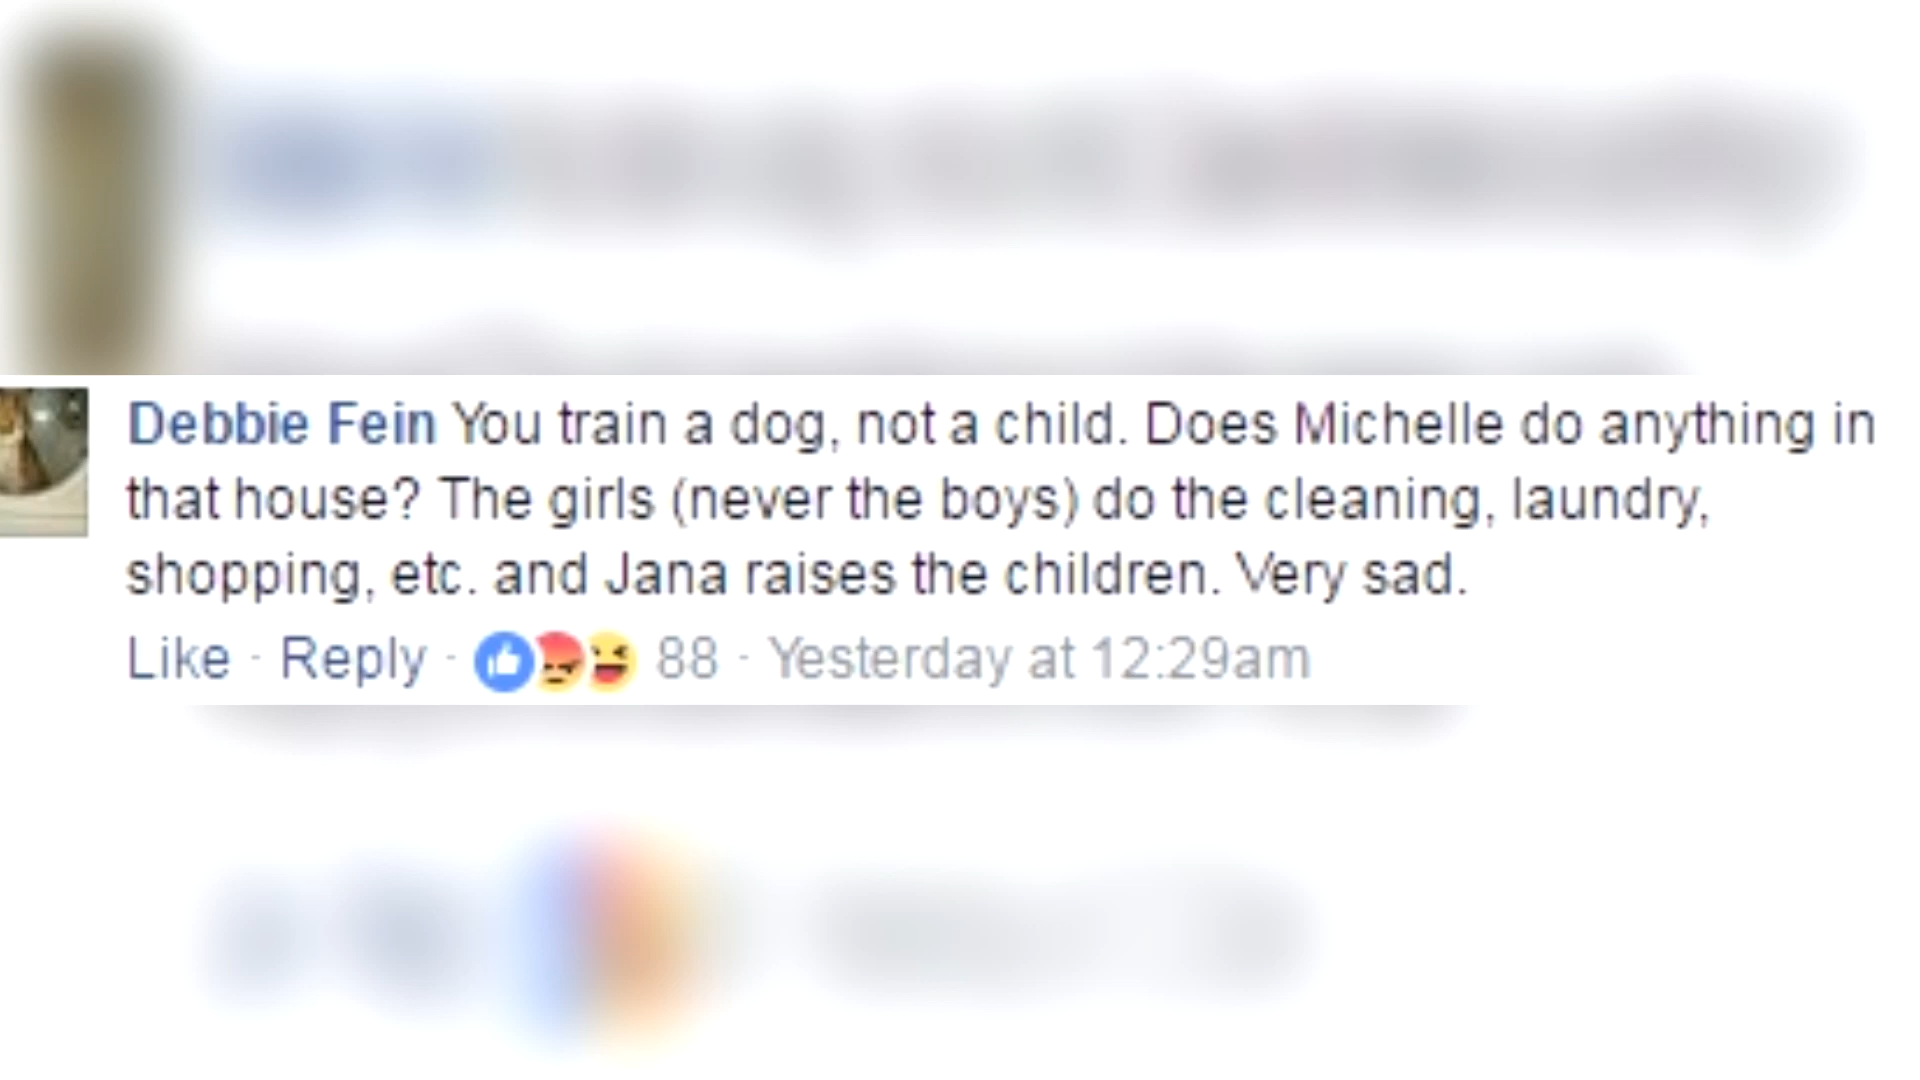 Debbie Fein You train a dog, not a child. Does Michelle do anything in
that house? The girls (never the boys) do the cleaning, laundry,
shopping, etc. and Jana raises the children. Very sad.
Like · Reply · 88 · Yesterday at 12:29am